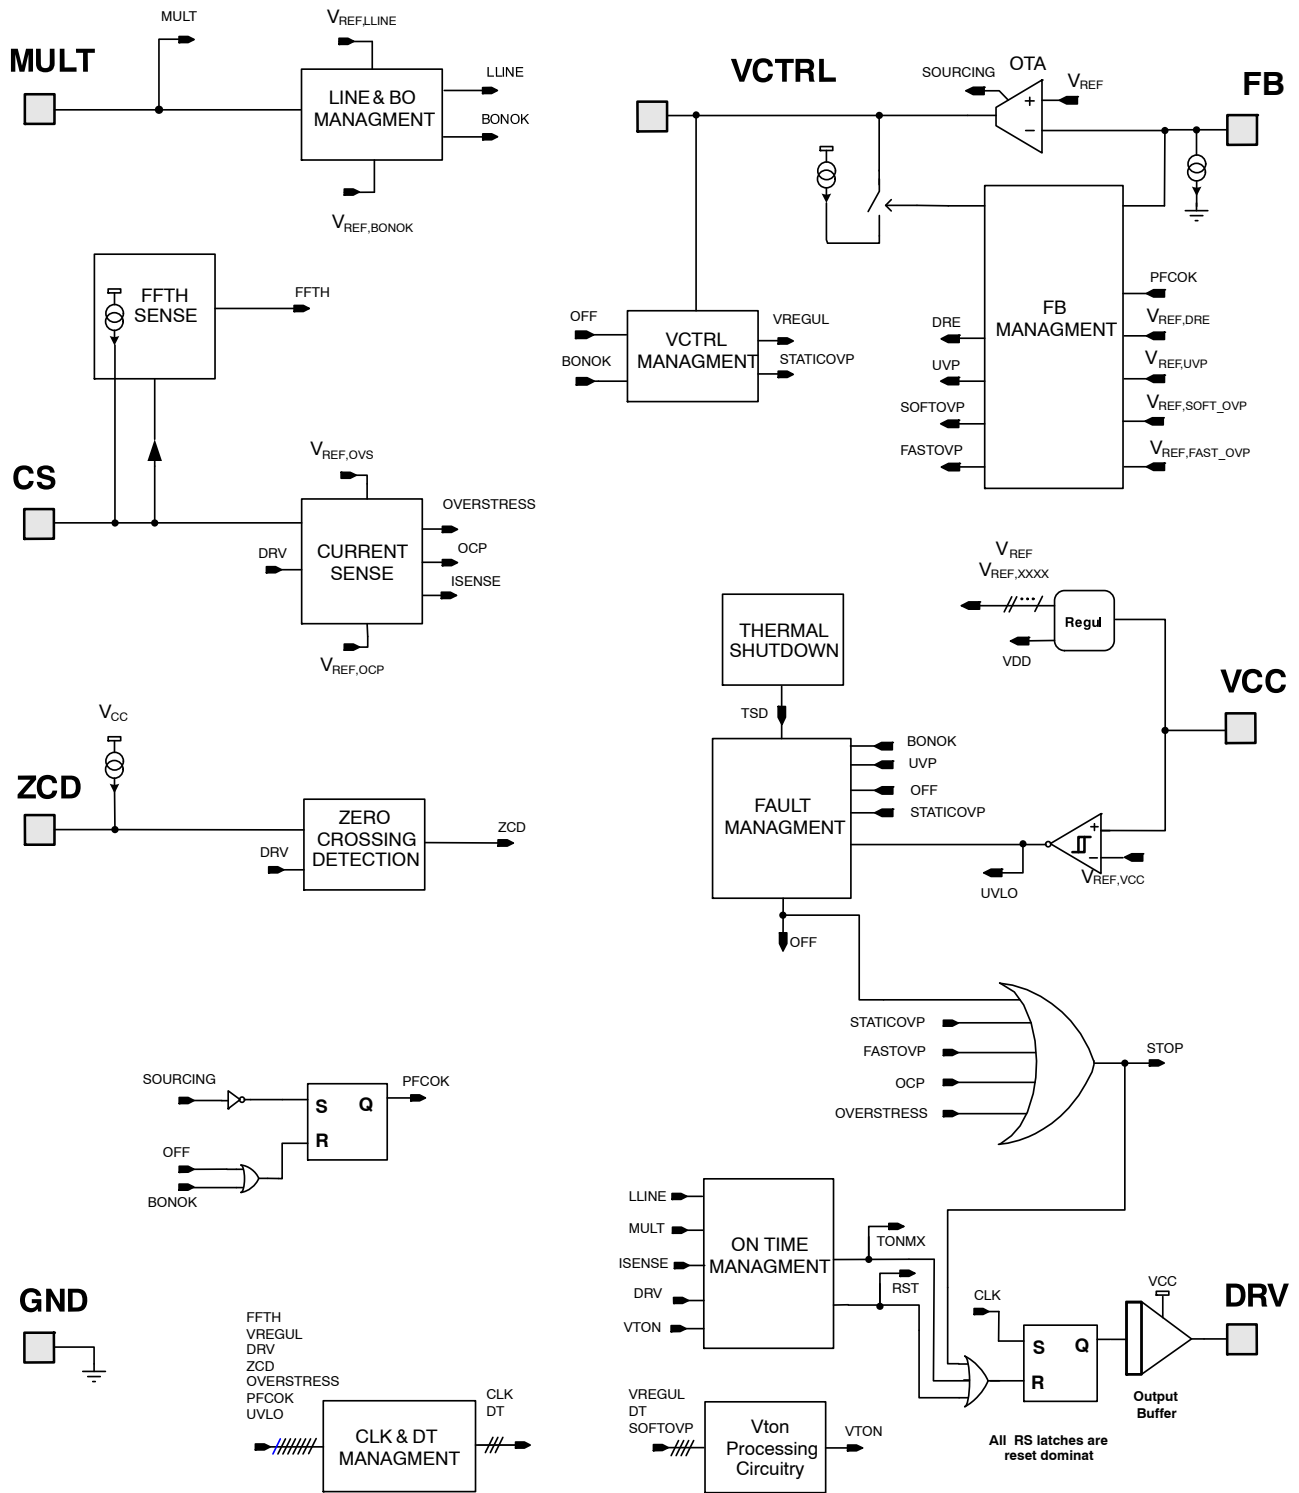 MULT
MULT
VREF,LLINE
LINE & BO
MANAGMENT
LLINE
BONOK
VREF,BONOK
FFTH
SENSE
FFTH
CS
VREF,OVS
CURRENT
SENSE
DRV
OVERSTRESS
OCP
ISENSE
VREF,OCP
VCC
ZCD
ZERO
CROSSING
DETECTION
DRV
ZCD
SOURCING
OFF
BONOK
S
Q
R
PFCOK
GND
FFTH
VREGUL
DRV
ZCD
OVERSTRESS
PFCOK
UVLO
CLK & DT
MANAGMENT
CLK
DT
VCTRL
SOURCING
OTA
+
−
VREF
FB
OFF
BONOK
VCTRL
MANAGMENT
VREGUL
STATICOVP
FB
MANAGMENT
DRE
UVP
SOFTOVP
FASTOVP
PFCOK
VREF,DRE
VREF,UVP
VREF,SOFT_OVP
VREF,FAST_OVP
VREF
VREF,XXXX
Regul
VDD
VCC
THERMAL
SHUTDOWN
TSD
FAULT
MANAGMENT
BONOK
UVP
OFF
STATICOVP
+
−
VREF,VCC
UVLO
OFF
STATICOVP
FASTOVP
OCP
OVERSTRESS
STOP
LLINE
MULT
ISENSE
DRV
VTON
ON TIME
MANAGMENT
TONMX
RST
CLK
S
Q
R
VCC
DRV
Output
Buffer
All RS latches are
reset dominat
VREGUL
DT
SOFTOVP
Vton
Processing
Circuitry
VTON